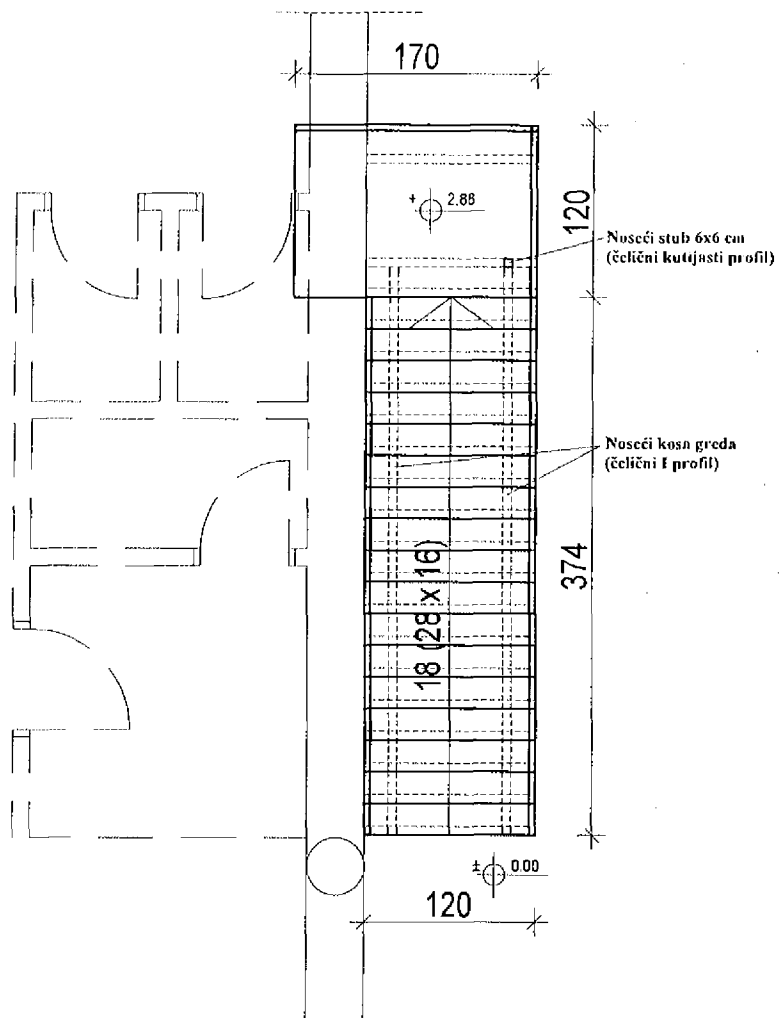 170
+ 2.88
120
Noseći stub 6x6 cm
(čelični kutijasti profil)
Noseći kosa greda
(čelični I profil)
374
18 (28 x 16)
± 0.00
120